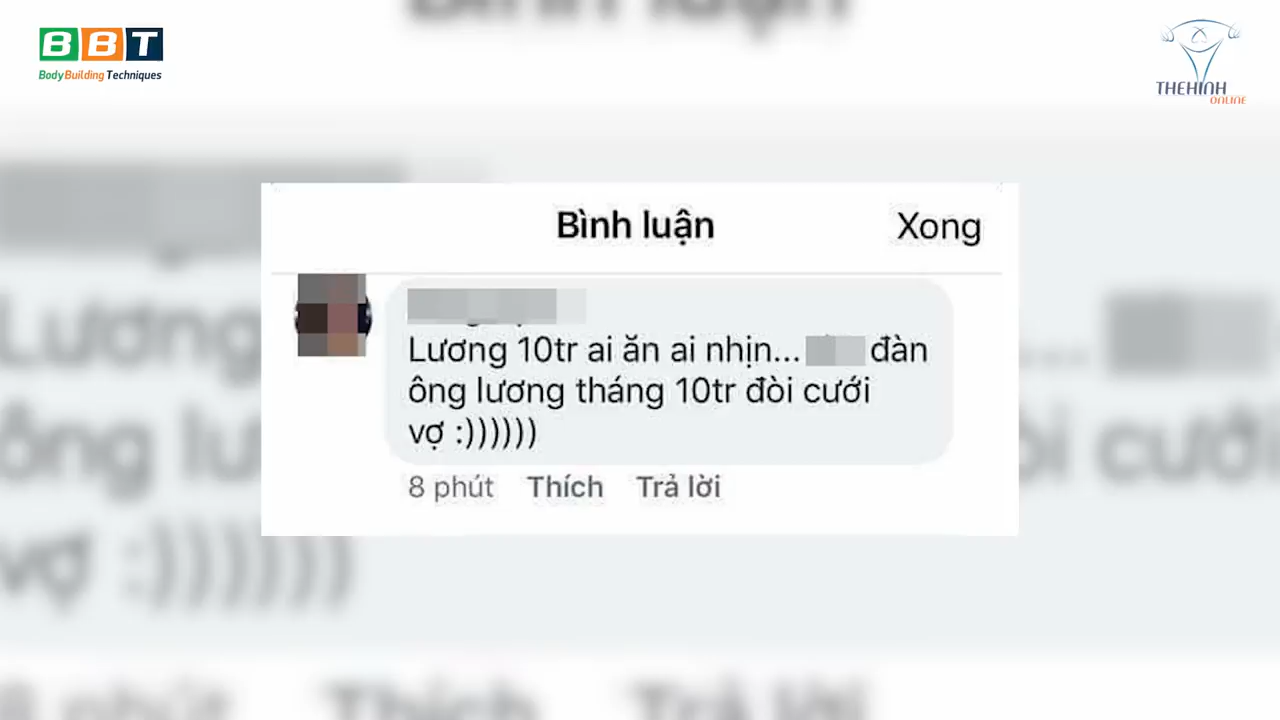 BBT
BodyBuilding Techniques
THEHINH
ONLINE
Bình luận
Xong
Lương 10tr ai ăn ai nhịn... đàn
ông lương tháng 10tr đòi cưới
vợ :))))))
8 phút Thích Trả lời